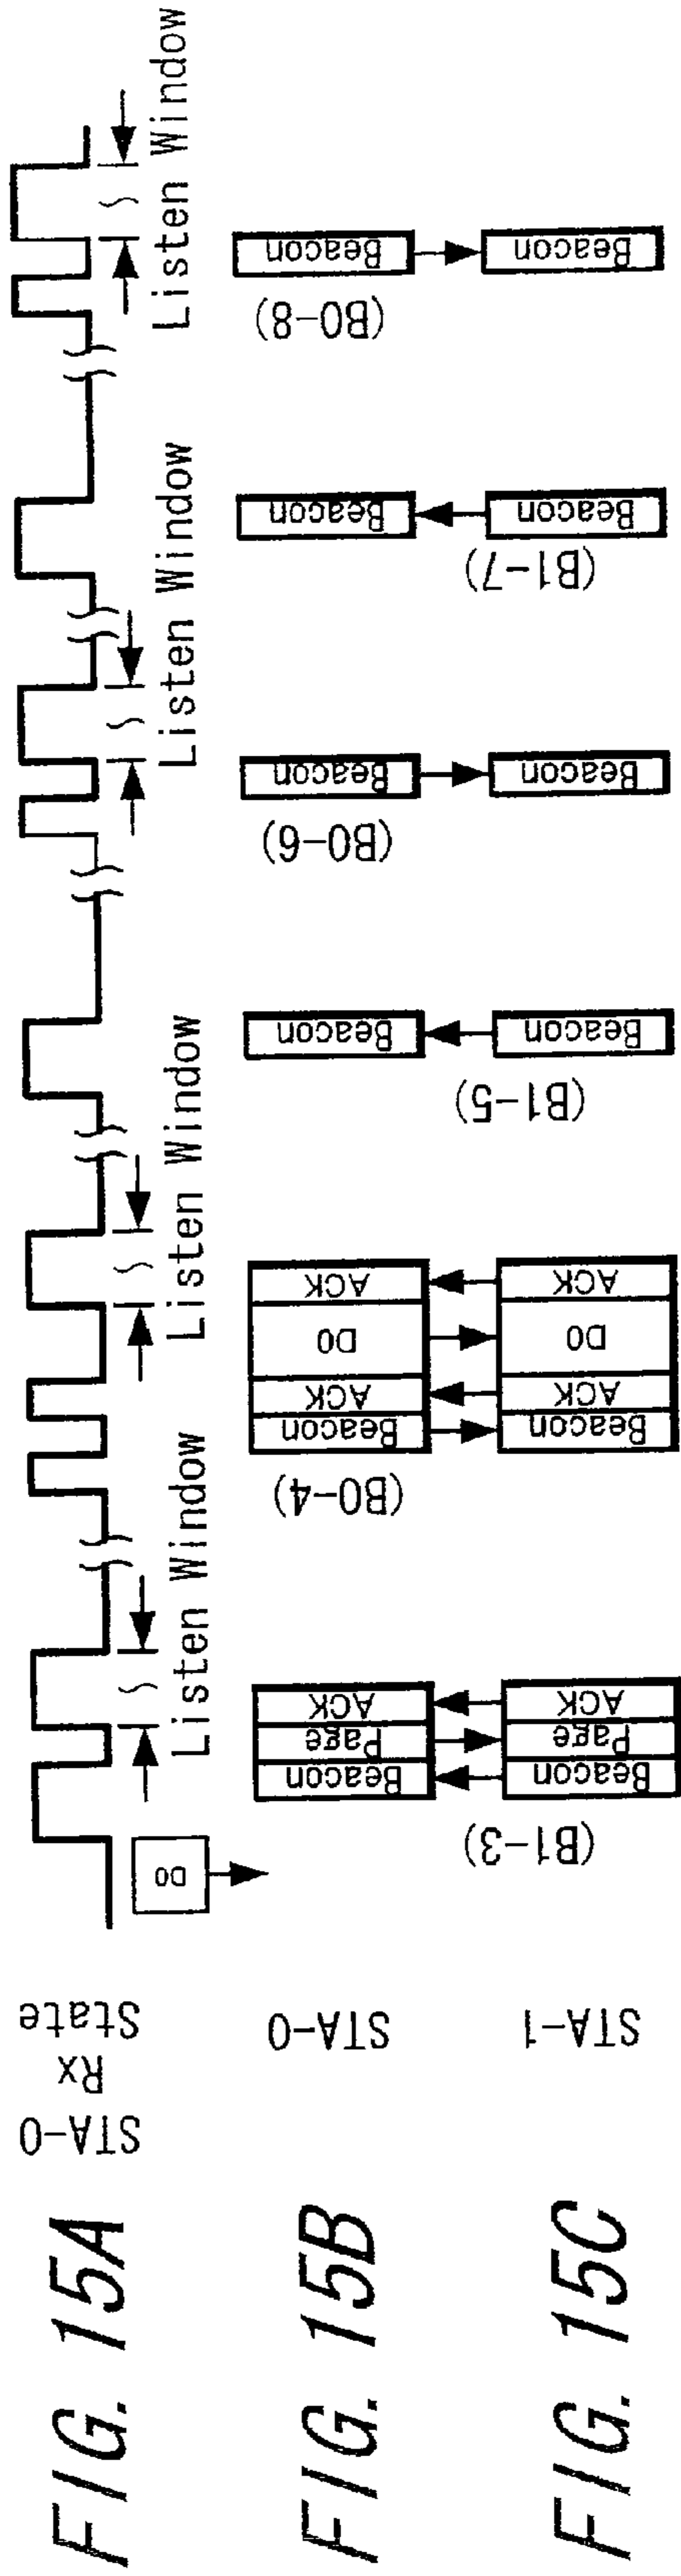 FIG. 15A
STA-0
Rx
State
D0
Listen Window
Listen Window
Listen Window
Listen Window
FIG. 15B
STA-0
Beacon
Page
ACK
(B0-4)
Beacon
ACK
D0
ACK
Beacon
(B0-6)
Beacon
Beacon
(B0-8)
Beacon
FIG. 15C
STA-1
(B1-3)
Beacon
Page
ACK
Beacon
ACK
D0
ACK
(B1-5)
Beacon
Beacon
(B1-7)
Beacon
Beacon